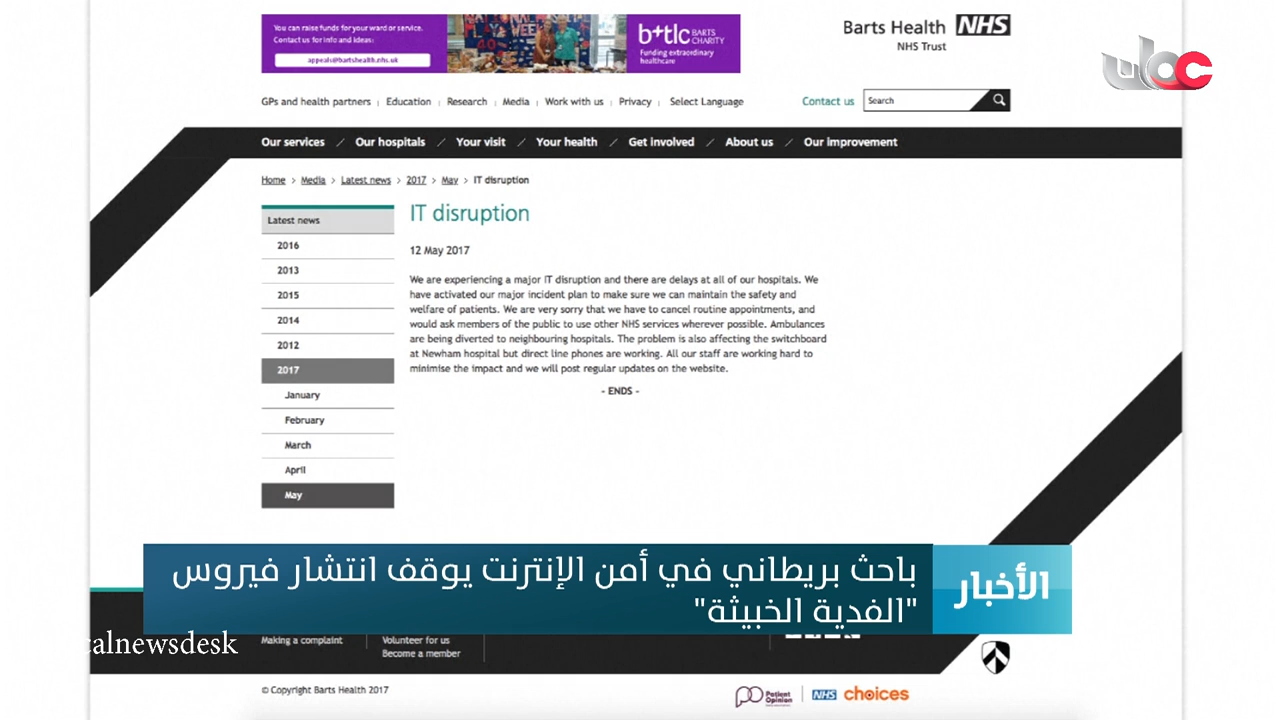 You can raise funds for your ward or service.
Contact us for info and ideas:
appeals@bartshealth.nhs.uk
b+tlc BARTS CHARITY
Funding extraordinary healthcare
Barts Health NHS
NHS Trust
ubc
GPs and health partners | Education | Research | Media | Work with us | Privacy | Select Language
Contact us
Search
Our services / Our hospitals / Your visit / Your health / Get involved / About us / Our improvement
Home > Media > Latest news > 2017 > May > IT disruption
Latest news
2016
2013
2015
2014
2012
2017
January
February
March
April
May
IT disruption
12 May 2017
We are experiencing a major IT disruption and there are delays at all of our hospitals. We
have activated our major incident plan to make sure we can maintain the safety and
welfare of patients. We are very sorry that we have to cancel routine appointments, and
would ask members of the public to use other NHS services wherever possible. Ambulances
are being diverted to neighbouring hospitals. The problem is also affecting the switchboard
at Newham hospital but direct line phones are working. All our staff are working hard to
minimise the impact and we will post regular updates on the website.
- ENDS -
الأخبار
باحث بريطاني في أمن الإنترنت يوقف انتشار فيروس
"الفدية الخبيثة"
calnewsdesk
Making a complaint
Volunteer for us
Become a member
© Copyright Barts Health 2017
Patient Opinion
NHS choices